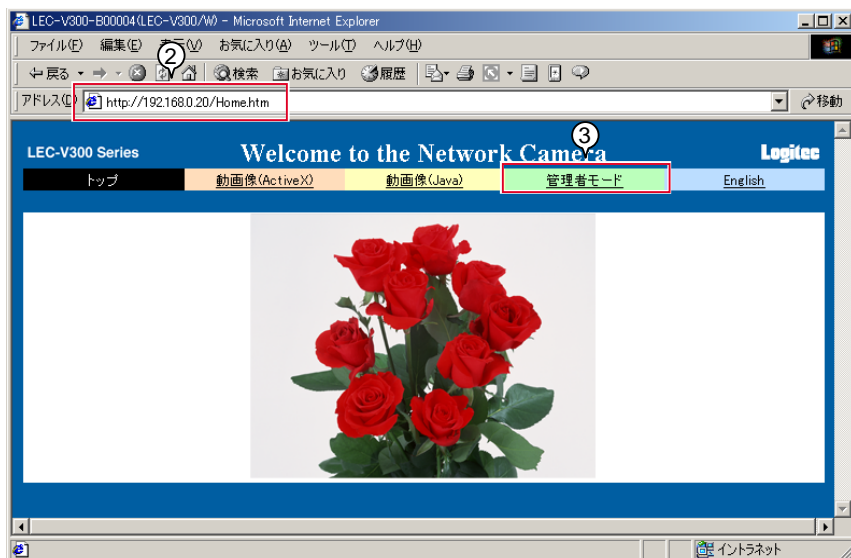 LEC-V300-B00004(LEC-V300/W) - Microsoft Internet Explorer
ファイル(F) 編集(E) 表示(V) お気に入り(A) ツール(T) ヘルプ(H)
② 戻る 検索 お気に入り 履歴
アドレス(D) http://192.168.0.20/Home.htm 移動
③
LEC-V300 Series Welcome to the Network Camera Logitec
トップ 動画像(ActiveX) 動画像(Java) 管理者モード English
イントラネット